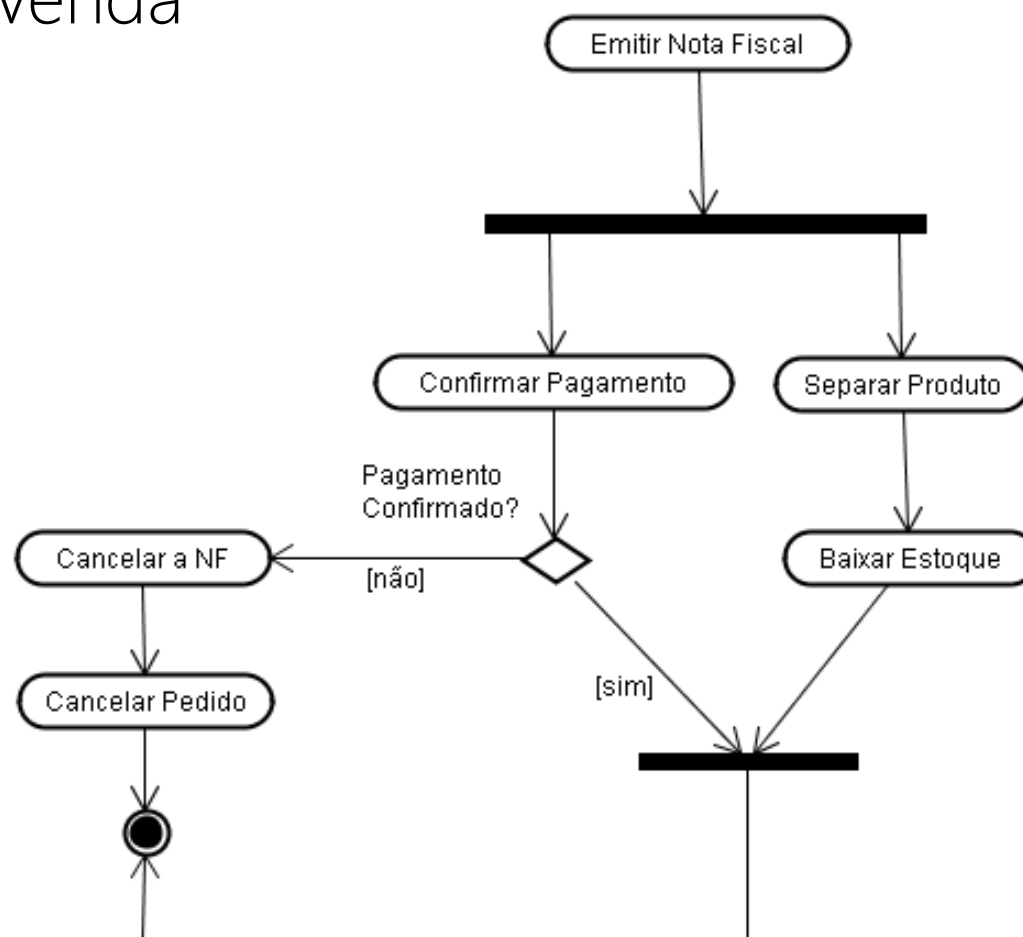 venda
Emitir Nota Fiscal
Confirmar Pagamento
Separar Produto
Pagamento
Confirmado?
Cancelar a NF
[não]
Baixar Estoque
[sim]
Cancelar Pedido